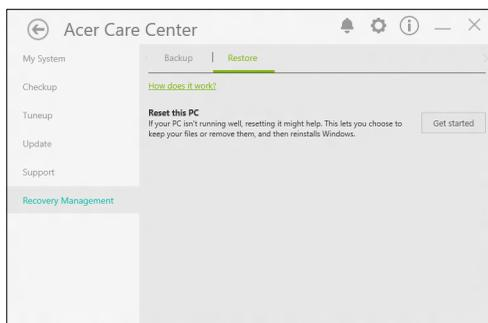 Acer Care Center
My System
Checkup
Tuneup
Update
Support
Recovery Management
Backup
Restore
How does it work?
Reset this PC
If your PC isn't running well, resetting it might help. This lets you choose to
keep your files or remove them, and then reinstalls Windows.
Get started